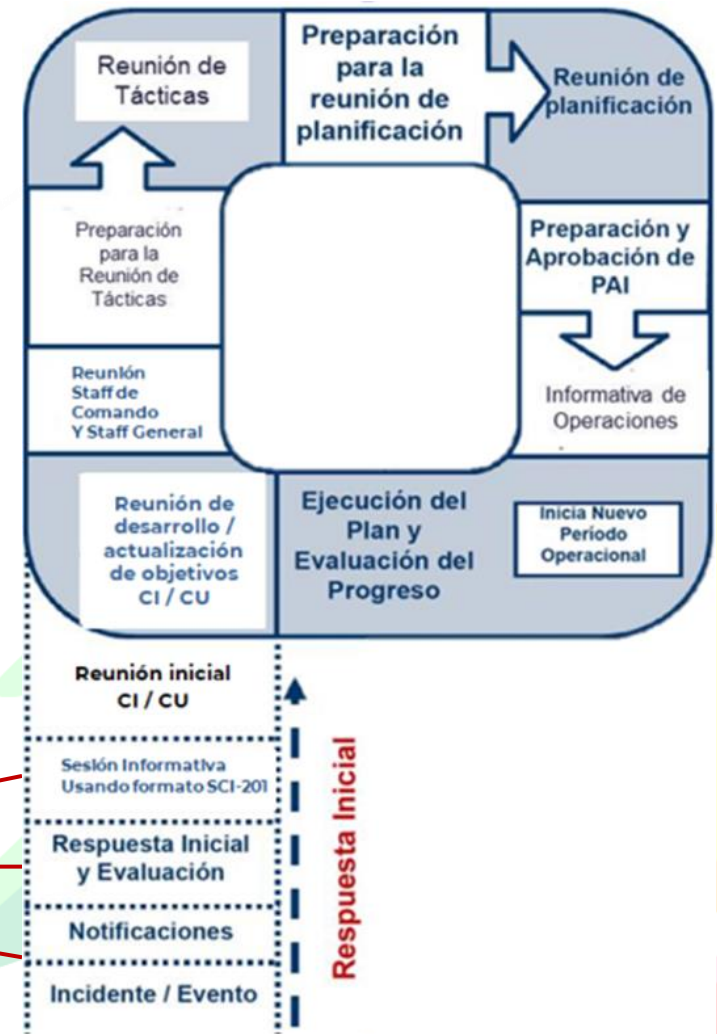 Reunión de
Tácticas
Preparación
para la
reunión de
planificación
Reunión de
planificación
Preparación
para la
Reunión de
Tácticas
Preparación y
Aprobación de
PAI
Reunión
Staff de
Comando
Y Staff General
Informativa de
Operaciones
Reunión de
desarrollo /
actualización
de objetivos
CI / CU
Ejecución del
Plan y
Evaluación del
Progreso
Inicia Nuevo
Período
Operacional
Reunión inicial
CI / CU
Sesión Informativa
Usando formato SCI-201
Respuesta Inicial
y Evaluación
Notificaciones
Incidente / Evento
Respuesta Inicial